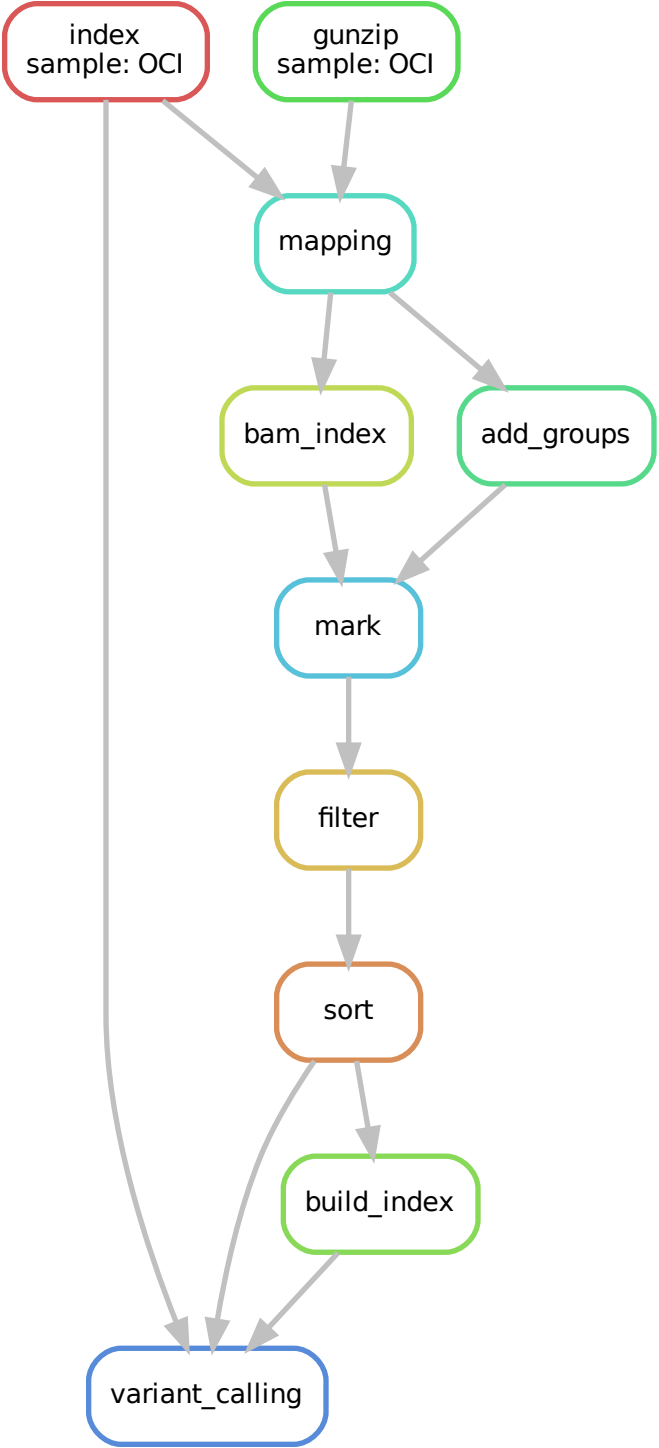 index
sample: OCI
gunzip
sample: OCI
mapping
bam_index
add_groups
mark
filter
sort
build_index
variant_calling